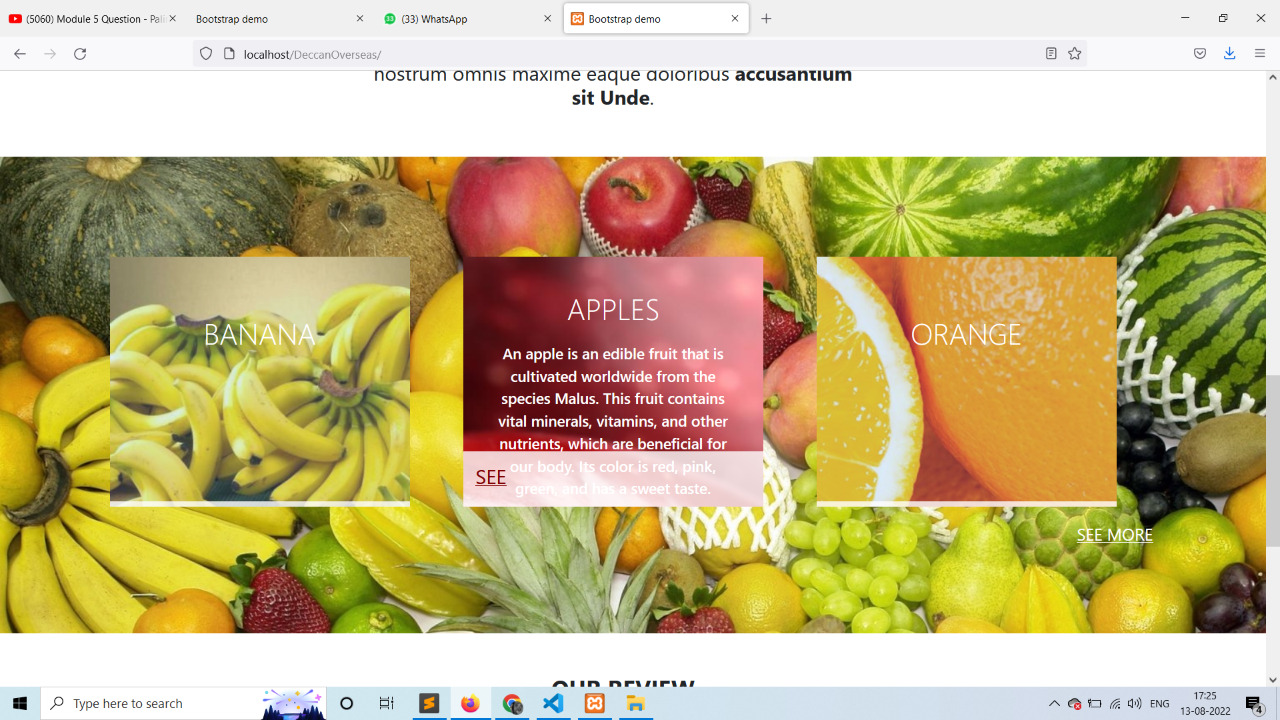 (5060) Module 5 Question - Pali
Bootstrap demo
(33) WhatsApp
Bootstrap demo
localhost/DeccanOverseas/
nostrum omnis maxime eaque doloribus accusantium
sit Unde.
BANANA
APPLES
An apple is an edible fruit that is
cultivated worldwide from the
species Malus. This fruit contains
vital minerals, vitamins, and other
nutrients, which are beneficial for
our body. Its color is red, pink,
green, and has a sweet taste.
SEE
ORANGE
SEE MORE
OUR REVIEW
Type here to search
ENG
17:25
13-08-2022
4